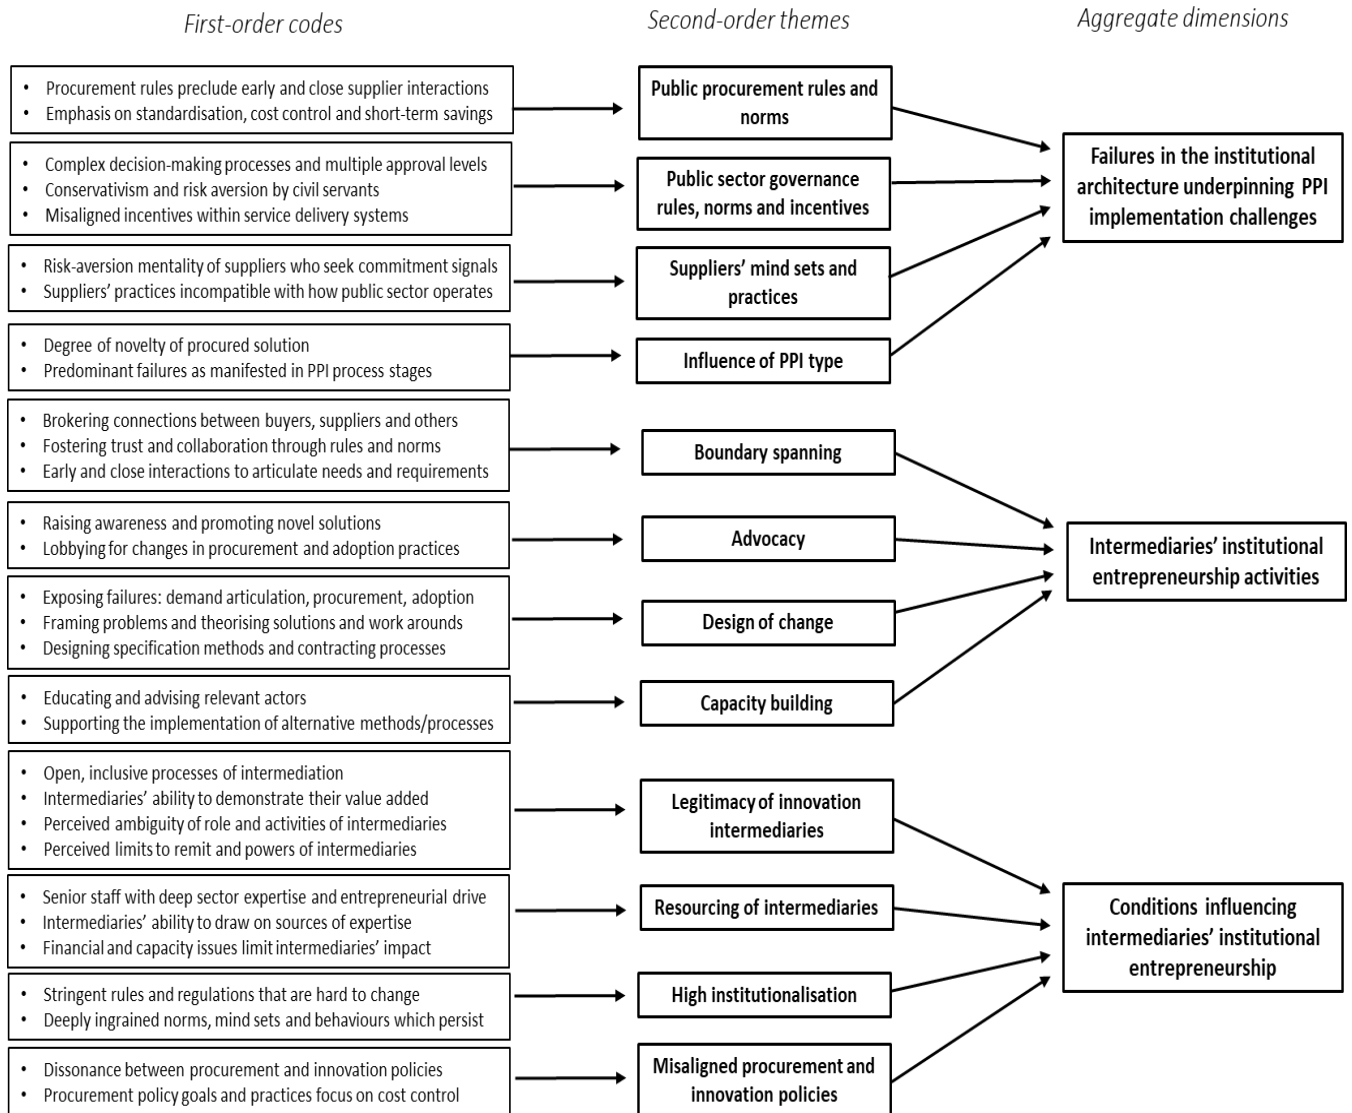 First-order codes
Second-order themes
Aggregate dimensions
• Procurement rules preclude early and close supplier interactions
• Emphasis on standardisation, cost control and short-term savings
Public procurement rules and
norms
• Complex decision-making processes and multiple approval levels
• Conservativism and risk aversion by civil servants
• Misaligned incentives within service delivery systems
Public sector governance
rules, norms and incentives
Failures in the institutional
architecture underpinning PPI
implementation challenges
• Risk-aversion mentality of suppliers who seek commitment signals
• Suppliers’ practices incompatible with how public sector operates
Suppliers’ mind sets and
practices
• Degree of novelty of procured solution
• Predominant failures as manifested in PPI process stages
Influence of PPI type
• Brokering connections between buyers, suppliers and others
• Fostering trust and collaboration through rules and norms
• Early and close interactions to articulate needs and requirements
Boundary spanning
• Raising awareness and promoting novel solutions
• Lobbying for changes in procurement and adoption practices
Advocacy
Intermediaries’ institutional
entrepreneurship activities
• Exposing failures: demand articulation, procurement, adoption
• Framing problems and theorising solutions and work arounds
• Designing specification methods and contracting processes
Design of change
• Educating and advising relevant actors
• Supporting the implementation of alternative methods/processes
Capacity building
• Open, inclusive processes of intermediation
• Intermediaries’ ability to demonstrate their value added
• Perceived ambiguity of role and activities of intermediaries
• Perceived limits to remit and powers of intermediaries
Legitimacy of innovation
intermediaries
• Senior staff with deep sector expertise and entrepreneurial drive
• Intermediaries’ ability to draw on sources of expertise
• Financial and capacity issues limit intermediaries’ impact
Resourcing of intermediaries
Conditions influencing
intermediaries’ institutional
entrepreneurship
• Stringent rules and regulations that are hard to change
• Deeply ingrained norms, mind sets and behaviours which persist
High institutionalisation
• Dissonance between procurement and innovation policies
• Procurement policy goals and practices focus on cost control
Misaligned procurement and
innovation policies